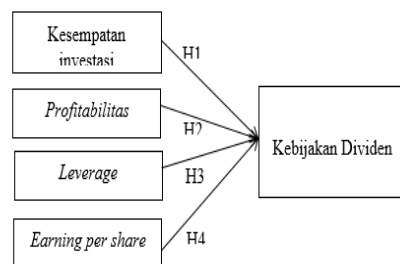 Kesempatan
investasi
H1
Profitabilitas
H2
Kebijakan Dividen
Leverage
H3
Earning per share
H4